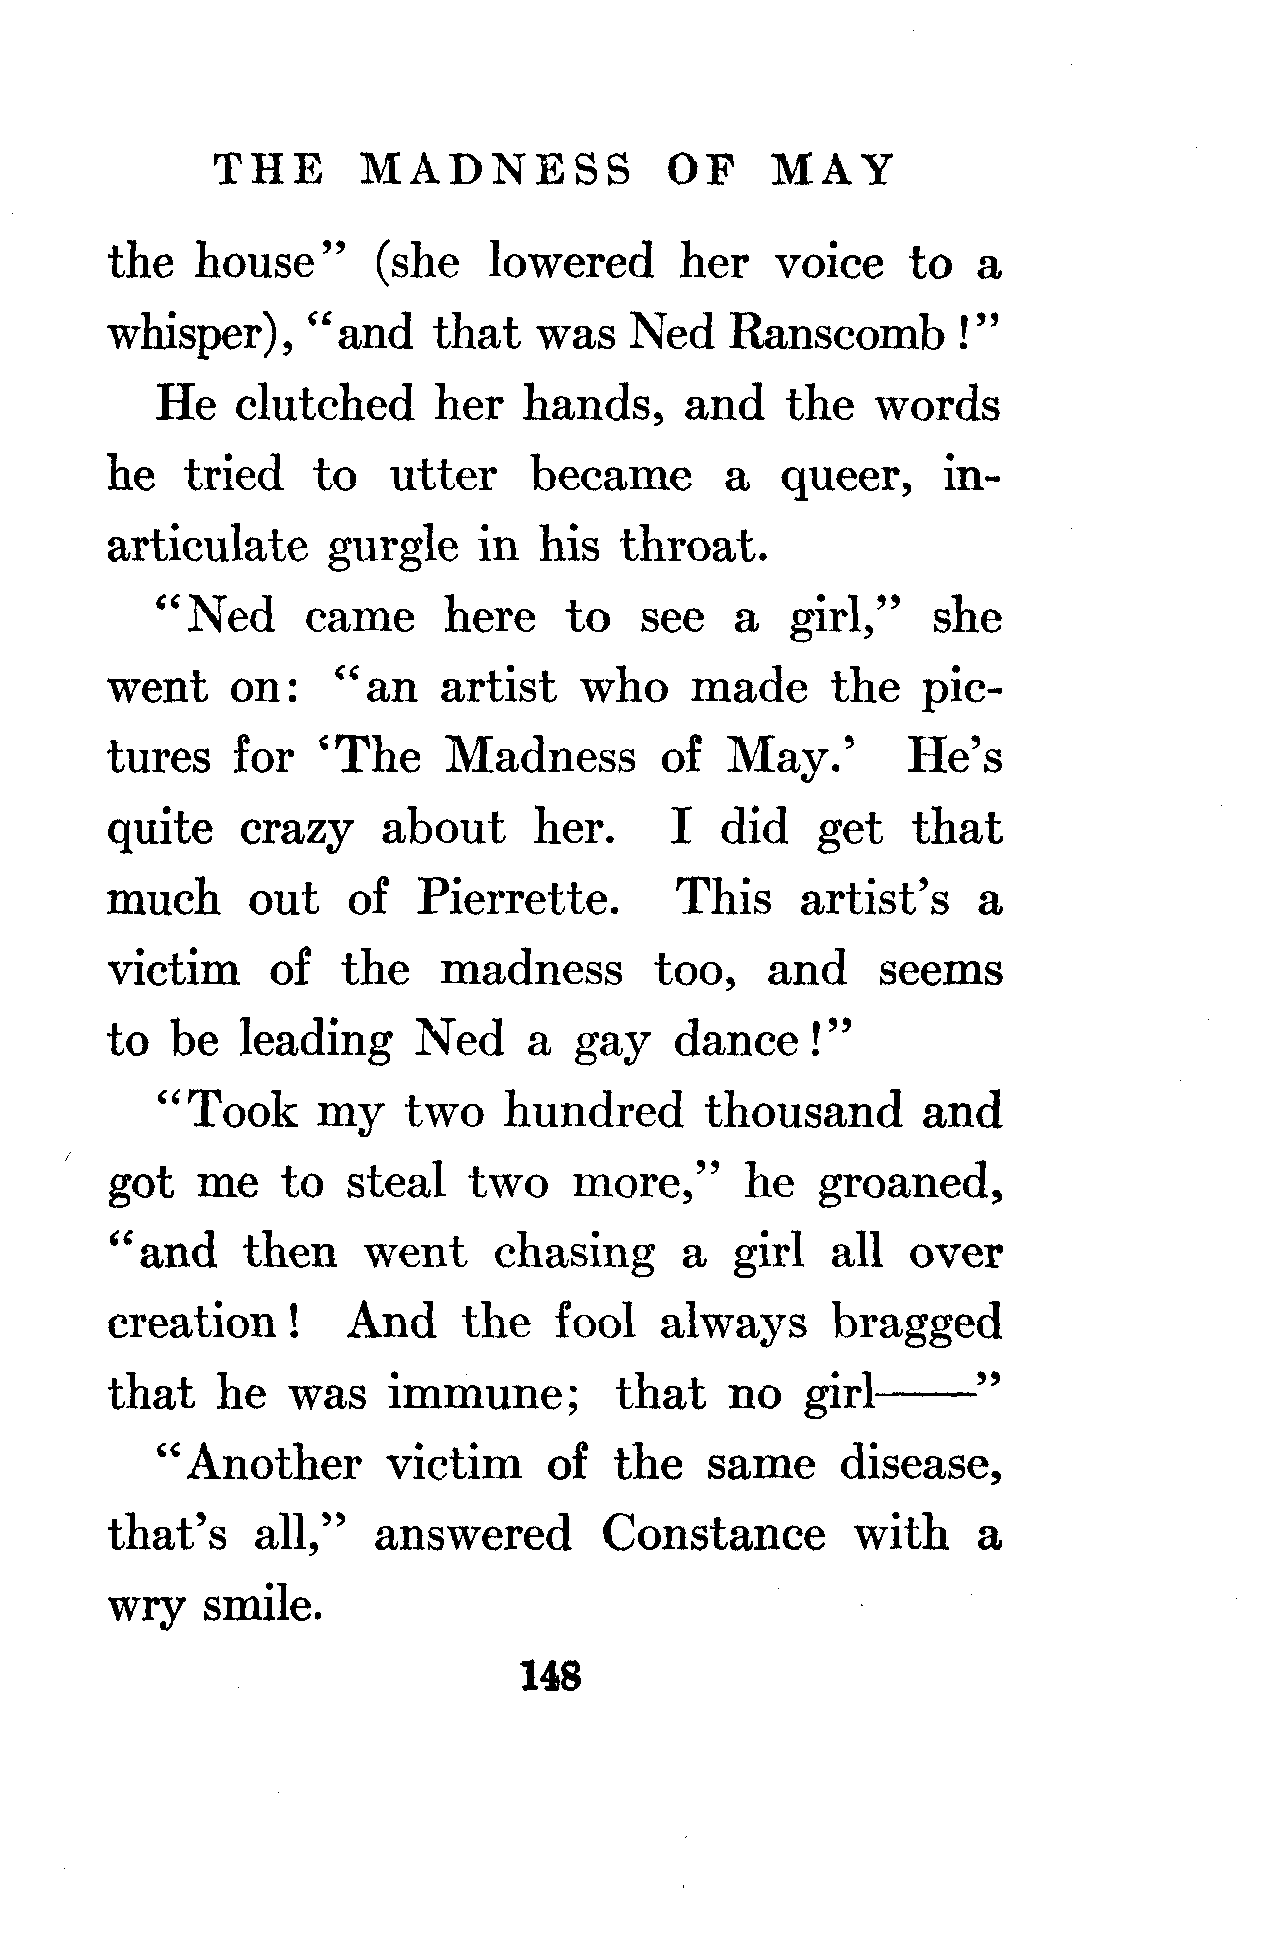 THE MADNESS OF MAY
the house" (she lowered her voice to a
whisper), "and that was Ned Ranscomb!"
He clutched her hands, and the words
he tried to utter became a queer, in-
articulate gurgle in his throat.
"Ned came here to see a girl," she
went on: "an artist who made the pic-
tures for 'The Madness of May.' He's
quite crazy about her. I did get that
much out of Pierrette. This artist's a
victim of the madness too, and seems
to be leading Ned a gay dance!"
"Took my two hundred thousand and
got me to steal two more," he groaned,
"and then went chasing a girl all over
creation! And the fool always bragged
that he was immune; that no girl——"
"Another victim of the same disease,
that's all," answered Constance with a
wry smile.
148